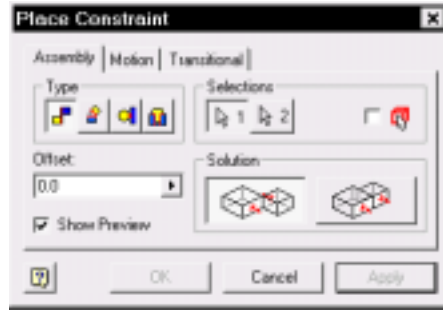 Place Constraint
Assembly Motion Transitional
Type Selections
1 2
Offset: Solution
0.0
Show Preview
OK Cancel Apply